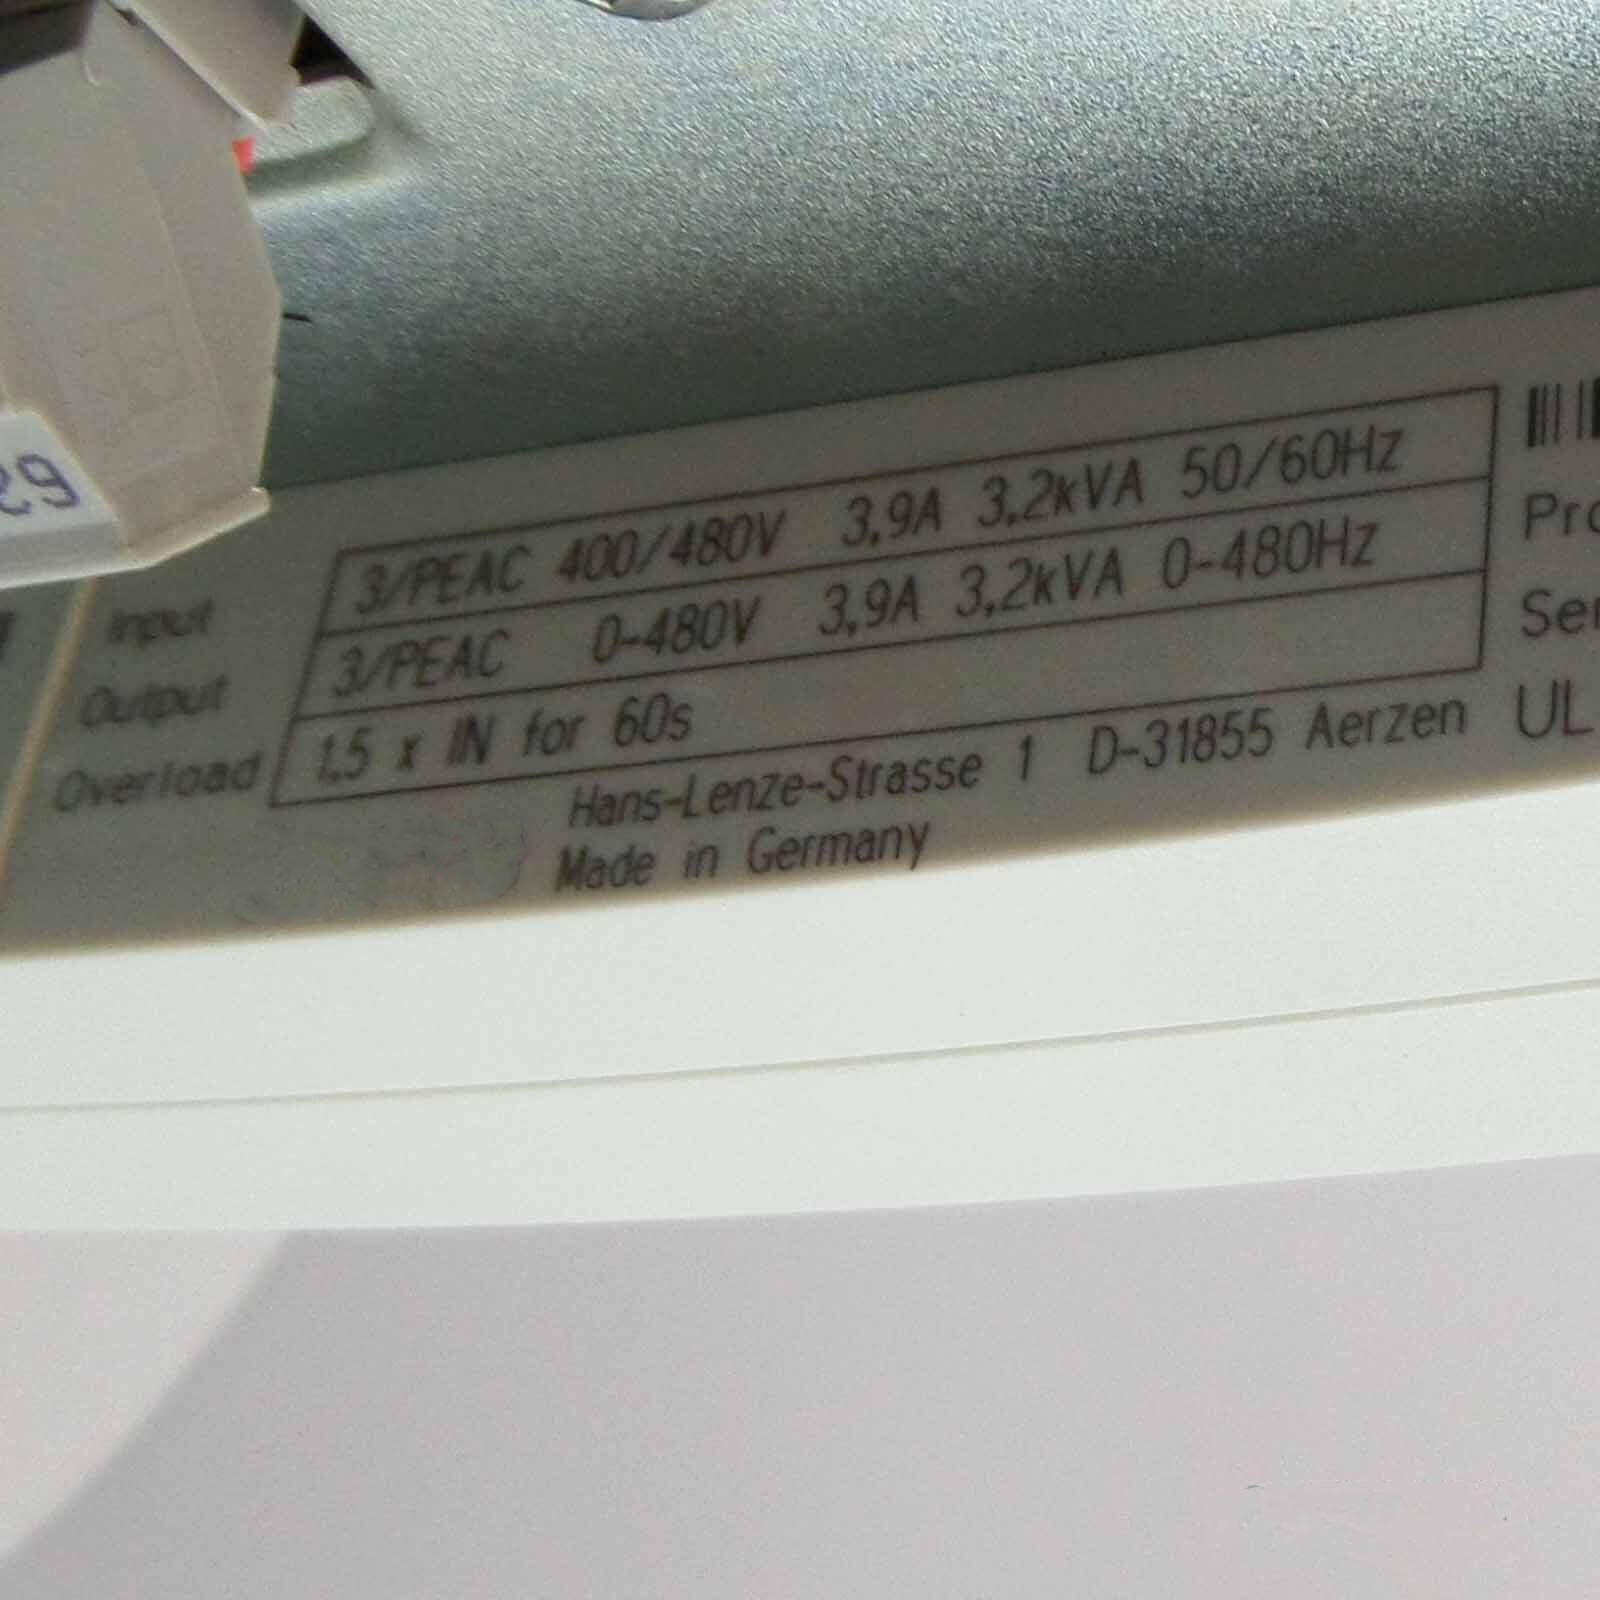 Input 3/PEAC 400/480V 3,9A 3,2kVA 50/60Hz
Output 3/PEAC 0-480V 3,9A 3,2kVA 0-480Hz
Overload 1,5 x IN for 60s
Hans-Lenze-Strasse 1 D-31855 Aerzen
Made in Germany
UL